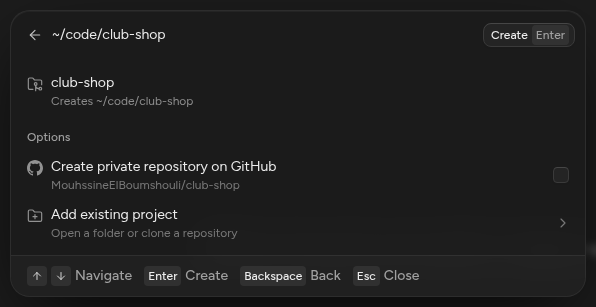 ~/code/club-shop
Create Enter
club-shop
Creates ~/code/club-shop
Options
Create private repository on GitHub
MouhssineElBoumshouli/club-shop
Add existing project
Open a folder or clone a repository
↑ ↓ Navigate Enter Create Backspace Back Esc Close